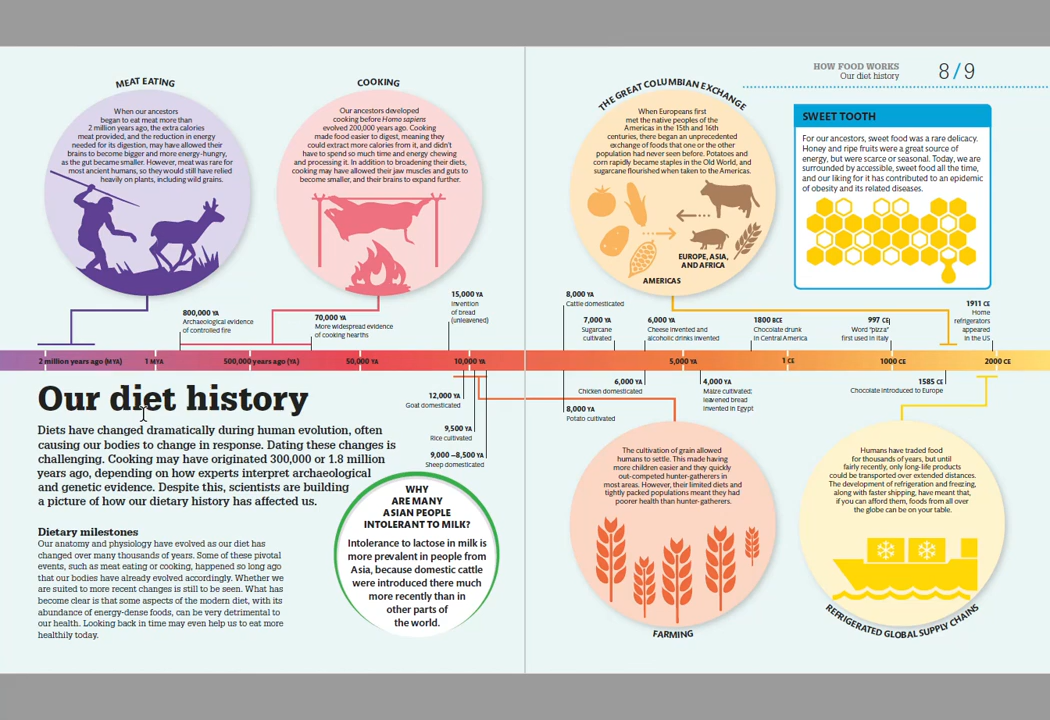 MEAT EATING
When our ancestors
began to eat meat more than
2 million years ago, the extra calories
meat provided, and the reduction in energy
needed for its digestion, may have allowed their
brains to become bigger and more energy-hungry,
as the gut became smaller. However, meat was rare for
most ancient humans, so they would still have relied
heavily on plants, including wild grains.
COOKING
Our ancestors developed
cooking before Homo sapiens
evolved 200,000 years ago. Cooking
made food easier to digest, meaning they
could extract more calories from it, and didn't
have to spend so much time and energy chewing
and processing it. In addition to broadening their diets,
cooking may have allowed their jaw muscles and guts to
become smaller, and their brains to expand further.
THE GREAT COLUMBIAN EXCHANGE
When Europeans first
met the native peoples of the
Americas in the 15th and 16th
centuries, there began an unprecedented
exchange of foods that one or the other
population had never seen before. Potatoes and
corn rapidly became staples in the Old World, and
sugarcane flourished when taken to the Americas.
EUROPE, ASIA,
AND AFRICA
AMERICAS
HOW FOOD WORKS
Our diet history
8/9
SWEET TOOTH
For our ancestors, sweet food was a rare delicacy.
Honey and ripe fruits were a great source of
energy, but were scarce or seasonal. Today, we are
surrounded by accessible, sweet food all the time,
and our liking for it has contributed to an epidemic
of obesity and its related diseases.
800,000 YA
Archaeological evidence
of controlled fire
70,000 YA
More widespread evidence
of cooking hearths
15,000 YA
Invention
of bread
(unleavened)
8,000 YA
Cattle domesticated
7,000 YA
Sugarcane
cultivated
6,000 YA
Cheese invented and
alcoholic drinks invented
1800 BCE
Chocolate drunk
in Central America
997 CE
Word "pizza"
first used in Italy
1911 CE
Home
refrigerators
appeared
in the US
2 million years ago (MYA)
1 MYA
500,000 years ago (YA)
50,000 YA
10,000 YA
5,000 YA
1 CE
1000 CE
2000 CE
12,000 YA
Goat domesticated
9,500 YA
Rice cultivated
9,000–8,500 YA
Sheep domesticated
6,000 YA
Chicken domesticated
8,000 YA
Potato cultivated
4,000 YA
Maize cultivated;
leavened bread
invented in Egypt
1585 CE
Chocolate introduced to Europe
Our diet history
Diets have changed dramatically during human evolution, often
causing our bodies to change in response. Dating these changes is
challenging. Cooking may have originated 300,000 or 1.8 million
years ago, depending on how experts interpret archaeological
and genetic evidence. Despite this, scientists are building
a picture of how our dietary history has affected us.
Dietary milestones
Our anatomy and physiology have evolved as our diet has
changed over many thousands of years. Some of these pivotal
events, such as meat eating or cooking, happened so long ago
that our bodies have already evolved accordingly. Whether we
are suited to more recent changes is still to be seen. What has
become clear is that some aspects of the modern diet, with its
abundance of energy-dense foods, can be very detrimental to
our health. Looking back in time may even help us to eat more
healthily today.
WHY
ARE MANY
ASIAN PEOPLE
INTOLERANT TO MILK?
Intolerance to lactose in milk is
more prevalent in people from
Asia, because domestic cattle
were introduced there much
more recently than in
other parts of
the world.
The cultivation of grain allowed
humans to settle. This made having
more children easier and they quickly
out-competed hunter-gatherers in
most areas. However, their limited diets and
tightly packed populations meant they had
poorer health than hunter-gatherers.
FARMING
Humans have traded food
for thousands of years, but until
fairly recently, only long-life products
could be transported over extended distances.
The development of refrigeration and freezing,
along with faster shipping, have meant that,
if you can afford them, foods from all over
the globe can be on your table.
REFRIGERATED GLOBAL SUPPLY CHAINS